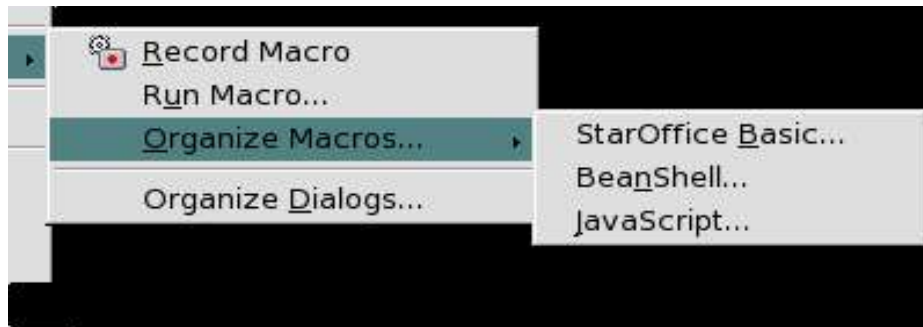 Record Macro
Run Macro...
Organize Macros...
Organize Dialogs...
StarOffice Basic...
BeanShell...
JavaScript...